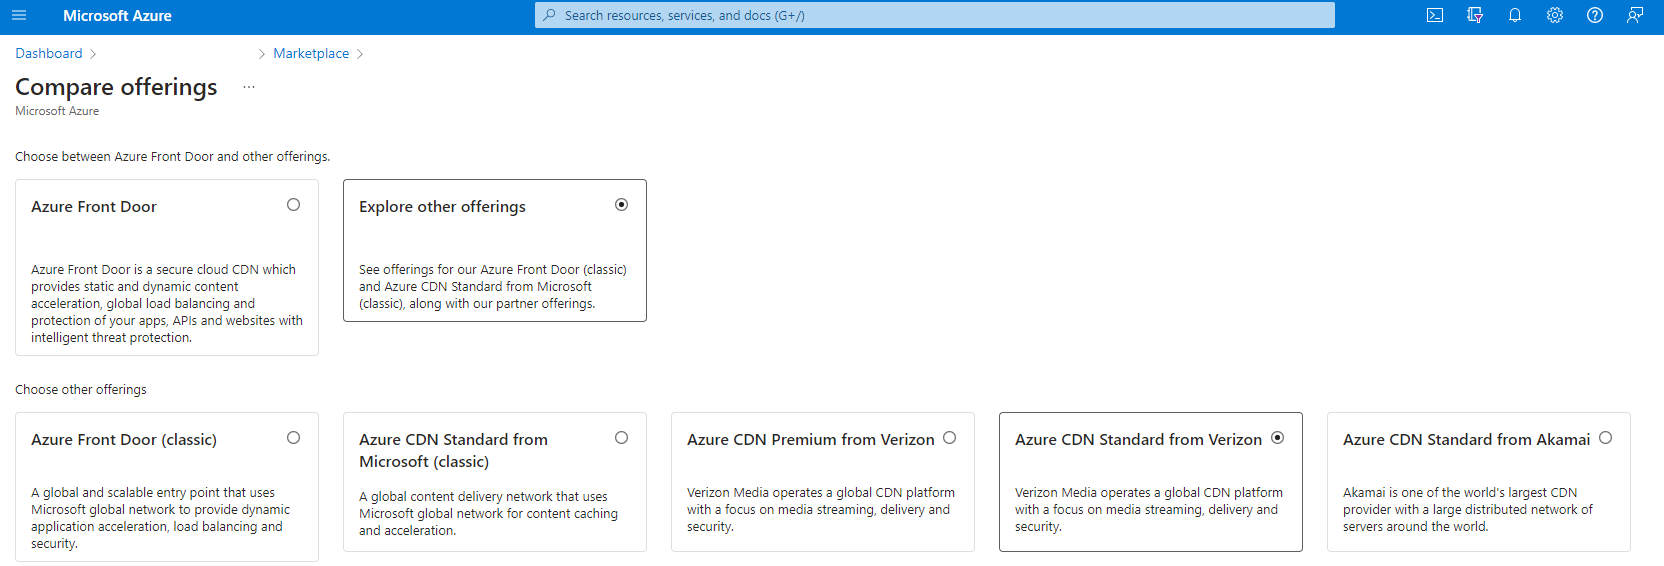 Microsoft Azure
Search resources, services, and docs (G+/)
Dashboard > > Marketplace >
Compare offerings ...
Microsoft Azure
Choose between Azure Front Door and other offerings.
Azure Front Door
Azure Front Door is a secure cloud CDN which
provides static and dynamic content
acceleration, global load balancing and
protection of your apps, APIs and websites with
intelligent threat protection.
Explore other offerings
See offerings for our Azure Front Door (classic)
and Azure CDN Standard from Microsoft
(classic), along with our partner offerings.
Choose other offerings
Azure Front Door (classic)
A global and scalable entry point that uses
Microsoft global network to provide dynamic
application acceleration, load balancing and
security.
Azure CDN Standard from
Microsoft (classic)
A global content delivery network that uses
Microsoft global network for content caching
and acceleration.
Azure CDN Premium from Verizon
Verizon Media operates a global CDN platform
with a focus on media streaming, delivery and
security.
Azure CDN Standard from Verizon
Verizon Media operates a global CDN platform
with a focus on media streaming, delivery and
security.
Azure CDN Standard from Akamai
Akamai is one of the world's largest CDN
provider with a large distributed network of
servers around the world.